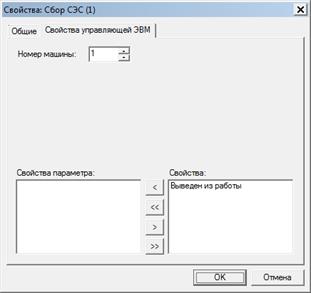 Свойства: Сбор СЭС (1)
Общие
Свойства управляющей ЭВМ
Номер машины:
1
Свойства параметра:
Свойства:
<
<<
>
>>
Выведен из работы
OK
Отмена